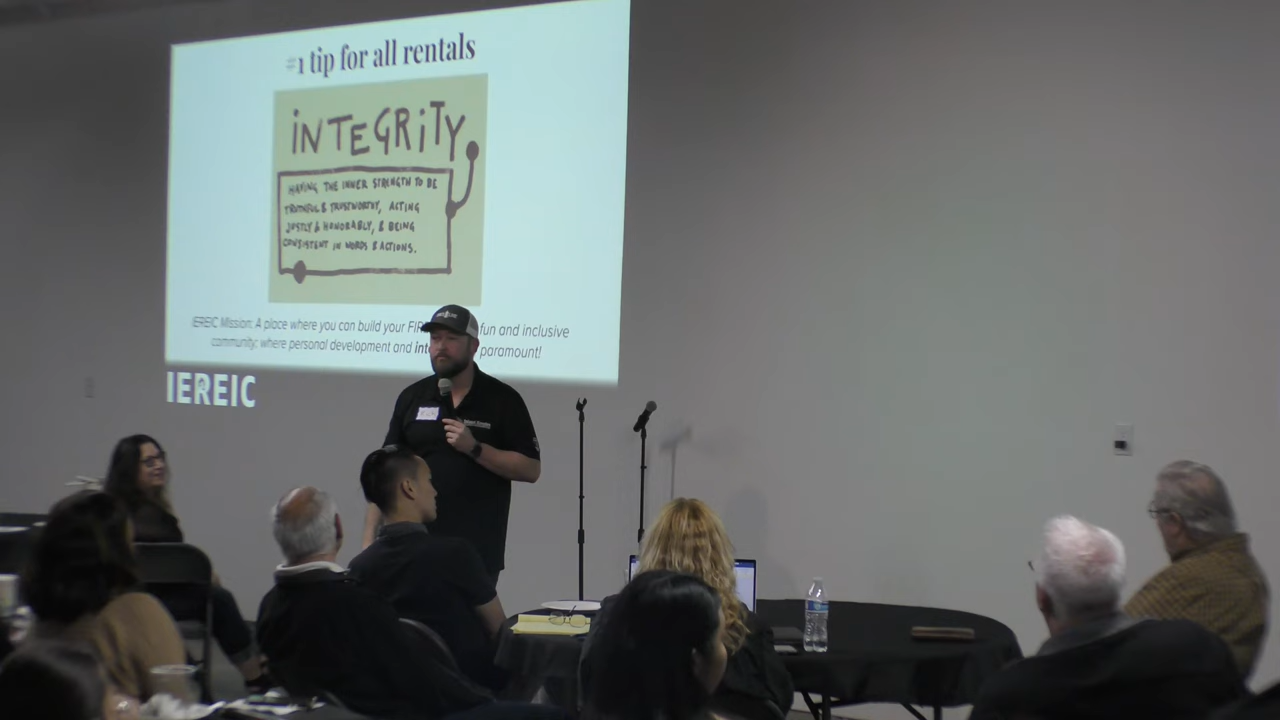 #1 tip for all rentals
iNTEGRiTY
HAVING THE INNER STRENGTH TO BE
TRUTHFUL & TRUSTWORTHY, ACTING
JUSTLY & HONORABLY, & BEING
CONSISTENT IN WORDS & ACTIONS.
IEREIC Mission: A place where you can build your FIR fun and inclusive
community; where personal development and int paramount!
IEREIC